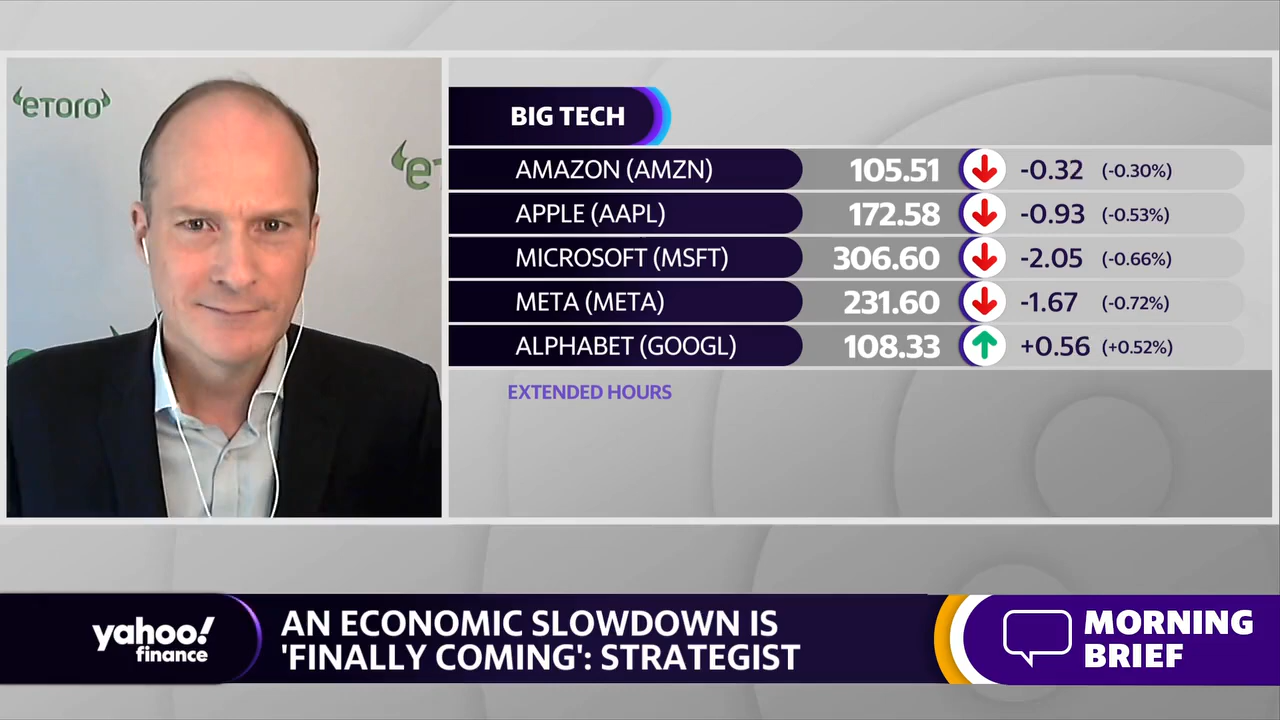 eToro
eT
BIG TECH
AMAZON (AMZN) 105.51 -0.32 (-0.30%)
APPLE (AAPL) 172.58 -0.93 (-0.53%)
MICROSOFT (MSFT) 306.60 -2.05 (-0.66%)
META (META) 231.60 -1.67 (-0.72%)
ALPHABET (GOOGL) 108.33 +0.56 (+0.52%)
EXTENDED HOURS
yahoo!
finance
AN ECONOMIC SLOWDOWN IS
'FINALLY COMING': STRATEGIST
MORNING
BRIEF